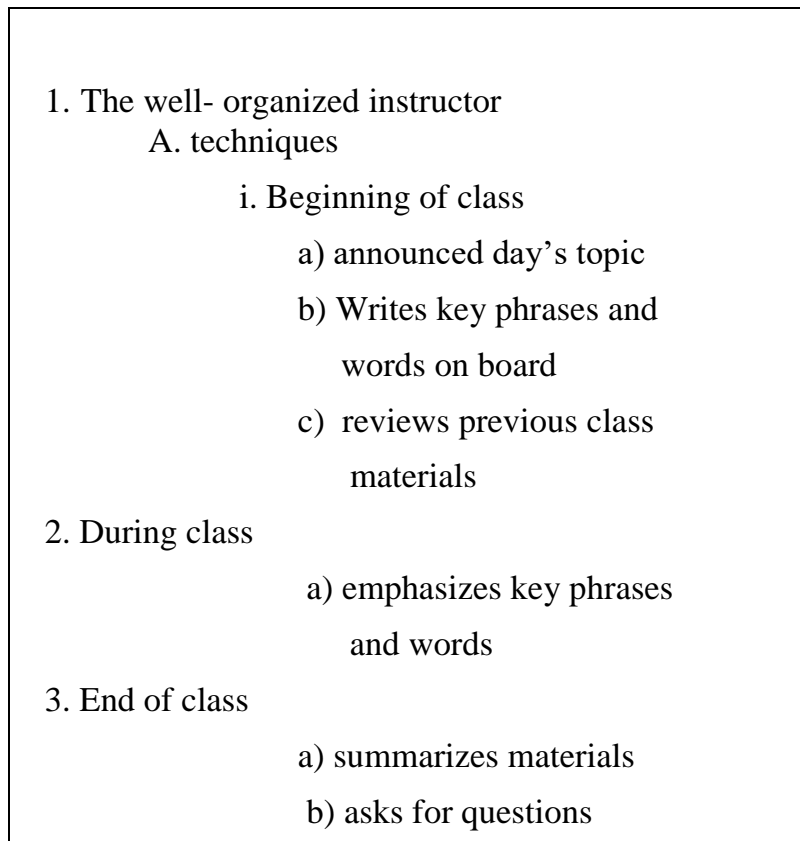 1. The well- organized instructor
A. techniques
i. Beginning of class
a) announced day’s topic
b) Writes key phrases and
words on board
c) reviews previous class
materials
2. During class
a) emphasizes key phrases
and words
3. End of class
a) summarizes materials
b) asks for questions